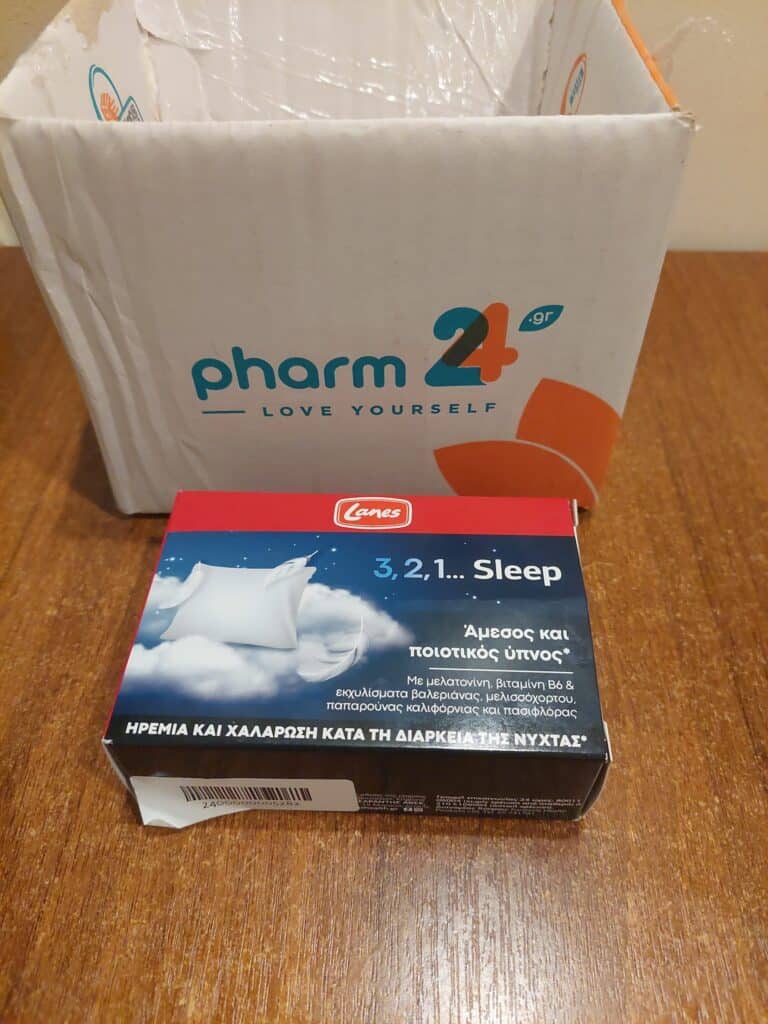 pharm 24 .gr
LOVE YOURSELF
Lanes
3, 2, 1... Sleep
Άμεσος και
ποιοτικός ύπνος*
Με μελατονίνη, βιταμίνη Β6 &
εκχυλίσματα βαλεριάνας, μελισσόχορτου,
παπαρούνας καλιφόρνιας και πασιφλόρας
ΗΡΕΜΙΑ ΚΑΙ ΧΑΛΑΡΩΣΗ ΚΑΤΑ ΤΗ ΔΙΑΡΚΕΙΑ ΤΗΣ ΝΥΧΤΑΣ*